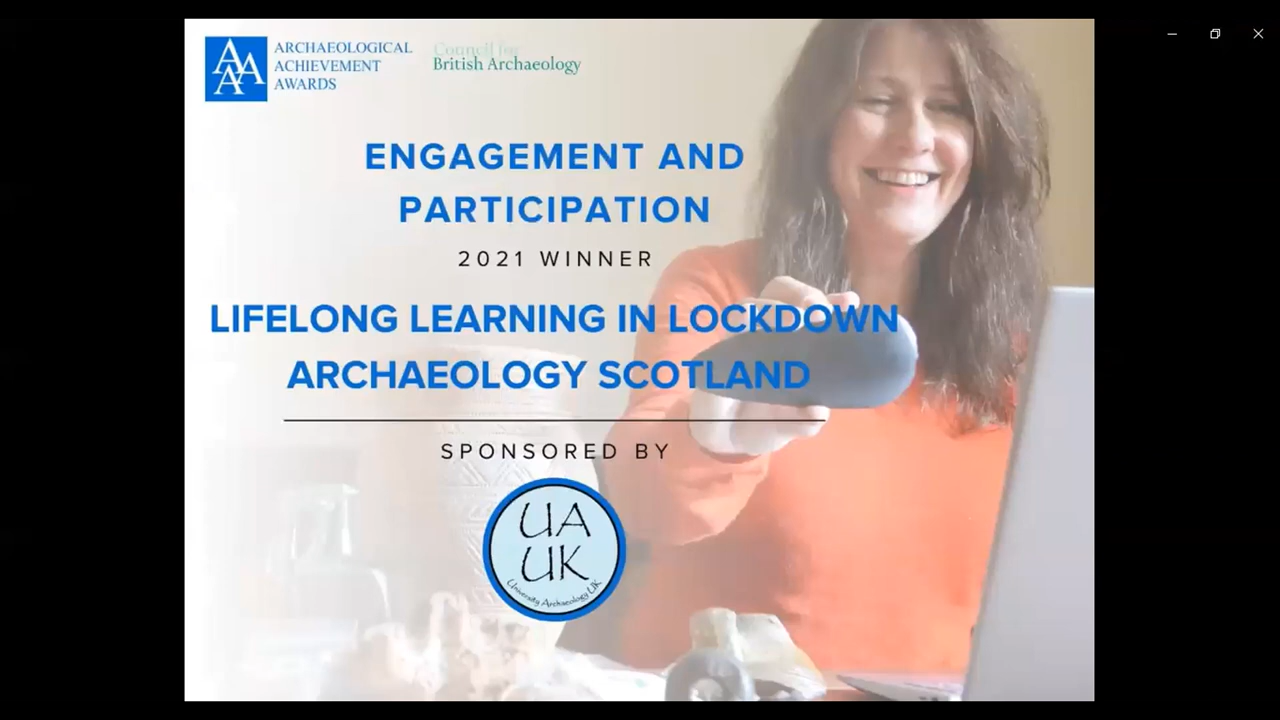 ARCHAEOLOGICAL
ACHIEVEMENT
AWARDS
Council for
British Archaeology
ENGAGEMENT AND
PARTICIPATION
2021 WINNER
LIFELONG LEARNING IN LOCKDOWN
ARCHAEOLOGY SCOTLAND
SPONSORED BY
UA
UK
University Archaeology UK